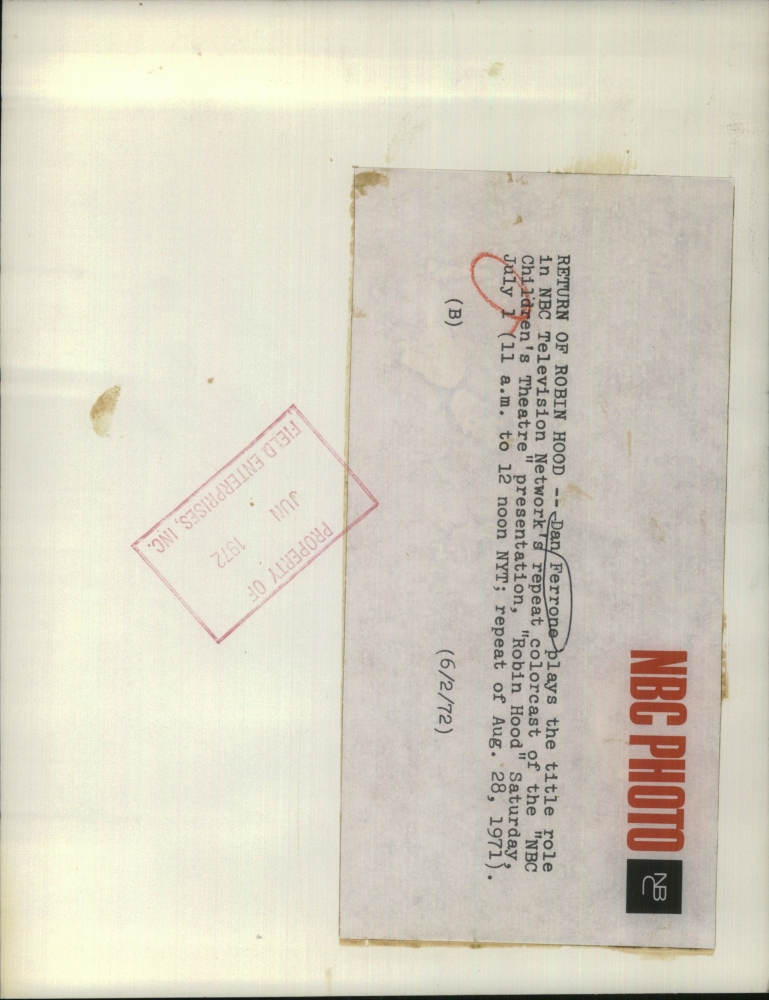 NBC PHOTO
NBC
RETURN OF ROBIN HOOD -- Dan Ferrone plays the title role
in NBC Television Network's repeat colorcast of the "NBC
Children's Theatre" presentation, "Robin Hood" Saturday,
July 1 (11 a.m. to 12 noon NYT; repeat of Aug. 28, 1971).
(B) (6/2/72)
PROPERTY OF
JUN 1972
FIELD ENTERPRISES, INC.